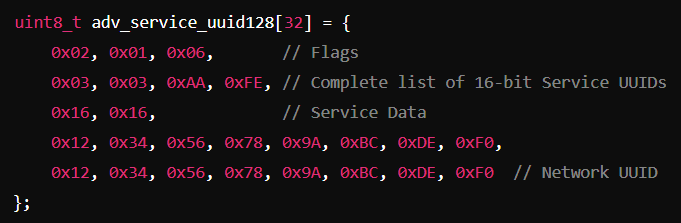 uint8_t adv_service_uuid128[32] = {
    0x02, 0x01, 0x06,       // Flags
    0x03, 0x03, 0xAA, 0xFE, // Complete list of 16-bit Service UUIDs
    0x16, 0x16,             // Service Data
    0x12, 0x34, 0x56, 0x78, 0x9A, 0xBC, 0xDE, 0xF0,
    0x12, 0x34, 0x56, 0x78, 0x9A, 0xBC, 0xDE, 0xF0  // Network UUID
};